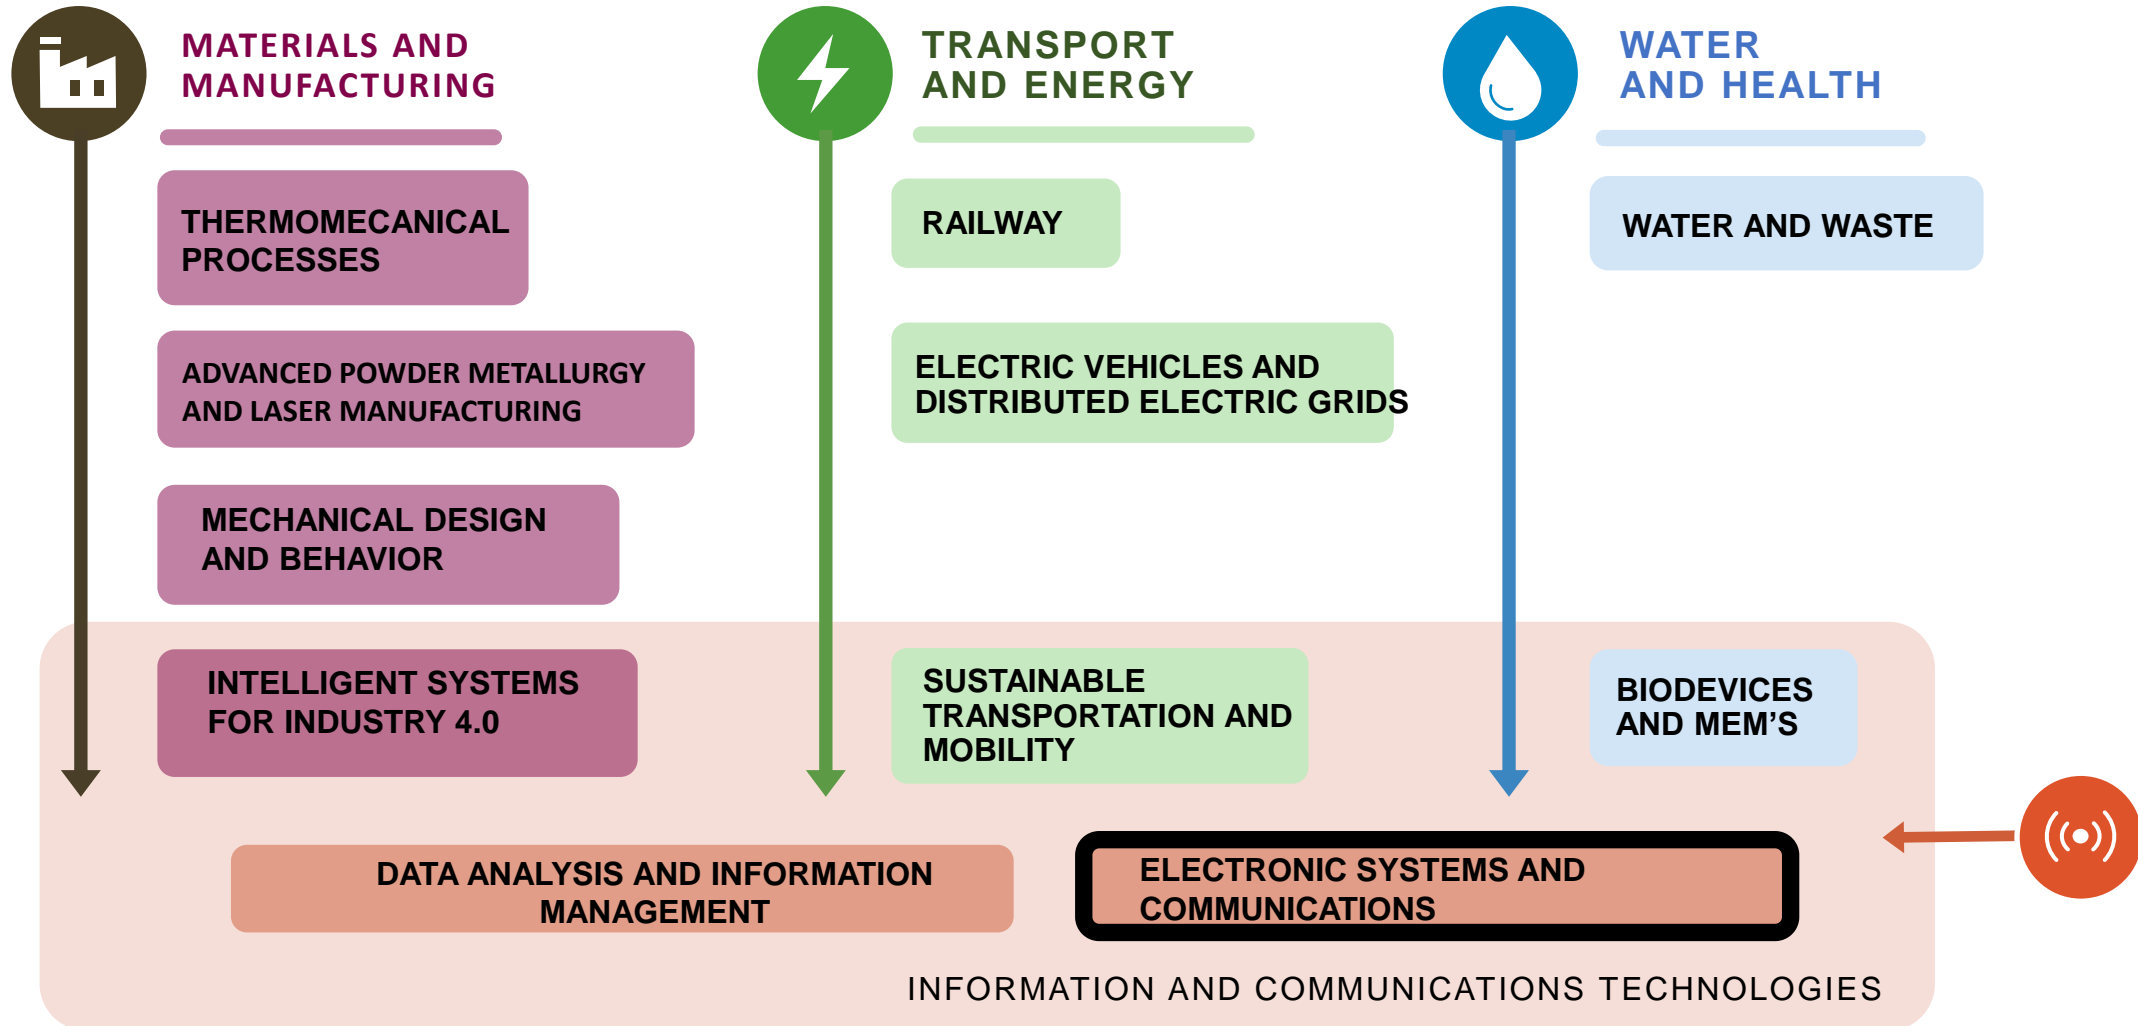 MATERIALS AND
MANUFACTURING
THERMOMECANICAL
PROCESSES
ADVANCED POWDER METALLURGY
AND LASER MANUFACTURING
MECHANICAL DESIGN
AND BEHAVIOR
INTELLIGENT SYSTEMS
FOR INDUSTRY 4.0
TRANSPORT
AND ENERGY
RAILWAY
ELECTRIC VEHICLES AND
DISTRIBUTED ELECTRIC GRIDS
SUSTAINABLE
TRANSPORTATION AND
MOBILITY
WATER
AND HEALTH
WATER AND WASTE
BIODEVICES
AND MEM’S
DATA ANALYSIS AND INFORMATION
MANAGEMENT
ELECTRONIC SYSTEMS AND
COMMUNICATIONS
INFORMATION AND COMMUNICATIONS TECHNOLOGIES